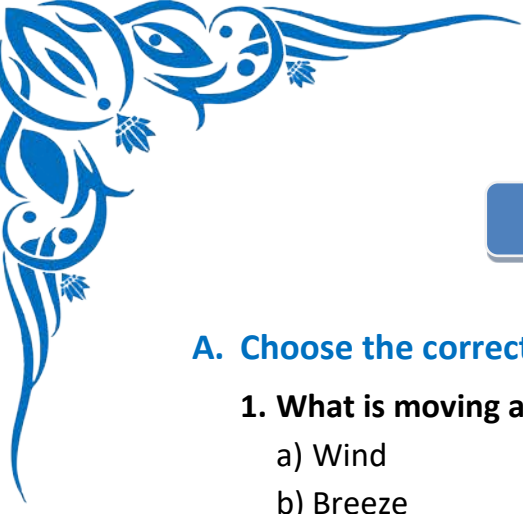 A. Choose the correct
1. What is moving a
a) Wind
b) Breeze